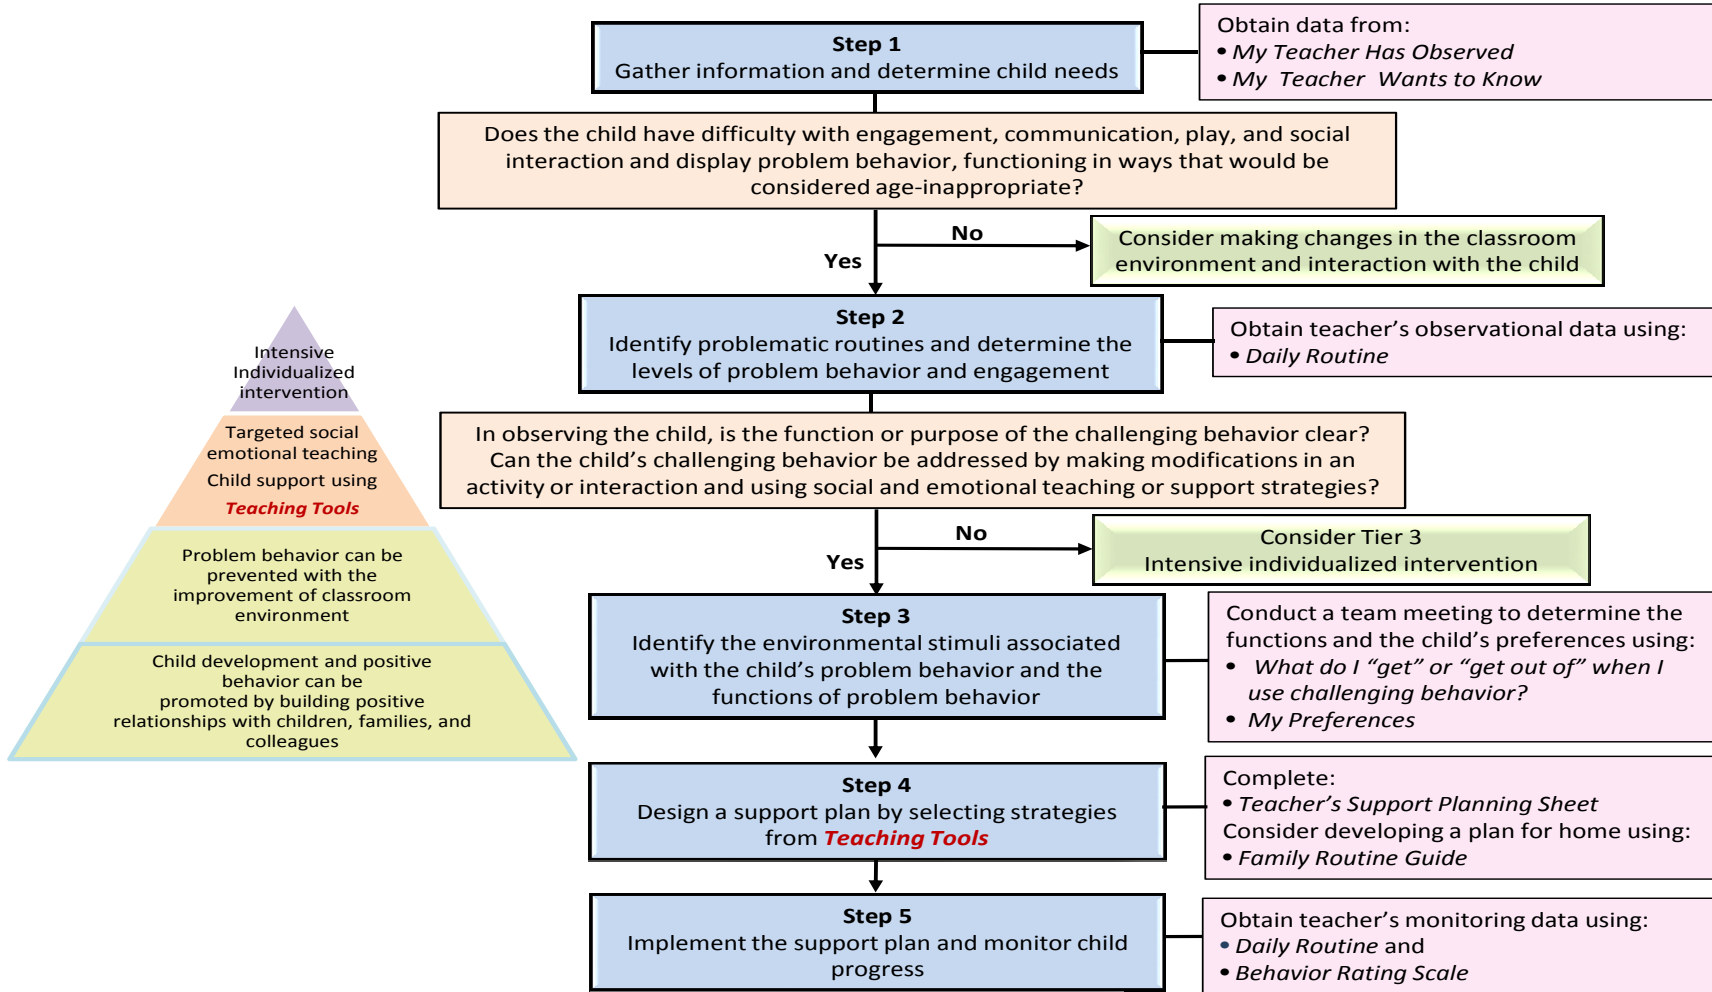 Step 1
Gather information and determine child needs
Obtain data from:
• My Teacher Has Observed
• My Teacher Wants to Know
Does the child have difficulty with engagement, communication, play, and social
interaction and display problem behavior, functioning in ways that would be
considered age-inappropriate?
No
Yes
Consider making changes in the classroom
environment and interaction with the child
Step 2
Identify problematic routines and determine the
levels of problem behavior and engagement
Obtain teacher’s observational data using:
• Daily Routine
Intensive
Individualized
intervention
Targeted social
emotional teaching
Child support using
Teaching Tools
Problem behavior can be
prevented with the
improvement of classroom
environment
Child development and positive
behavior can be
promoted by building positive
relationships with children, families, and
colleagues
In observing the child, is the function or purpose of the challenging behavior clear?
Can the child’s challenging behavior be addressed by making modifications in an
activity or interaction and using social and emotional teaching or support strategies?
No
Yes
Consider Tier 3
Intensive individualized intervention
Step 3
Identify the environmental stimuli associated
with the child’s problem behavior and the
functions of problem behavior
Conduct a team meeting to determine the
functions and the child’s preferences using:
• What do I “get” or “get out of” when I
use challenging behavior?
• My Preferences
Step 4
Design a support plan by selecting strategies
from Teaching Tools
Complete:
• Teacher’s Support Planning Sheet
Consider developing a plan for home using:
• Family Routine Guide
Step 5
Implement the support plan and monitor child
progress
Obtain teacher’s monitoring data using:
• Daily Routine and
• Behavior Rating Scale